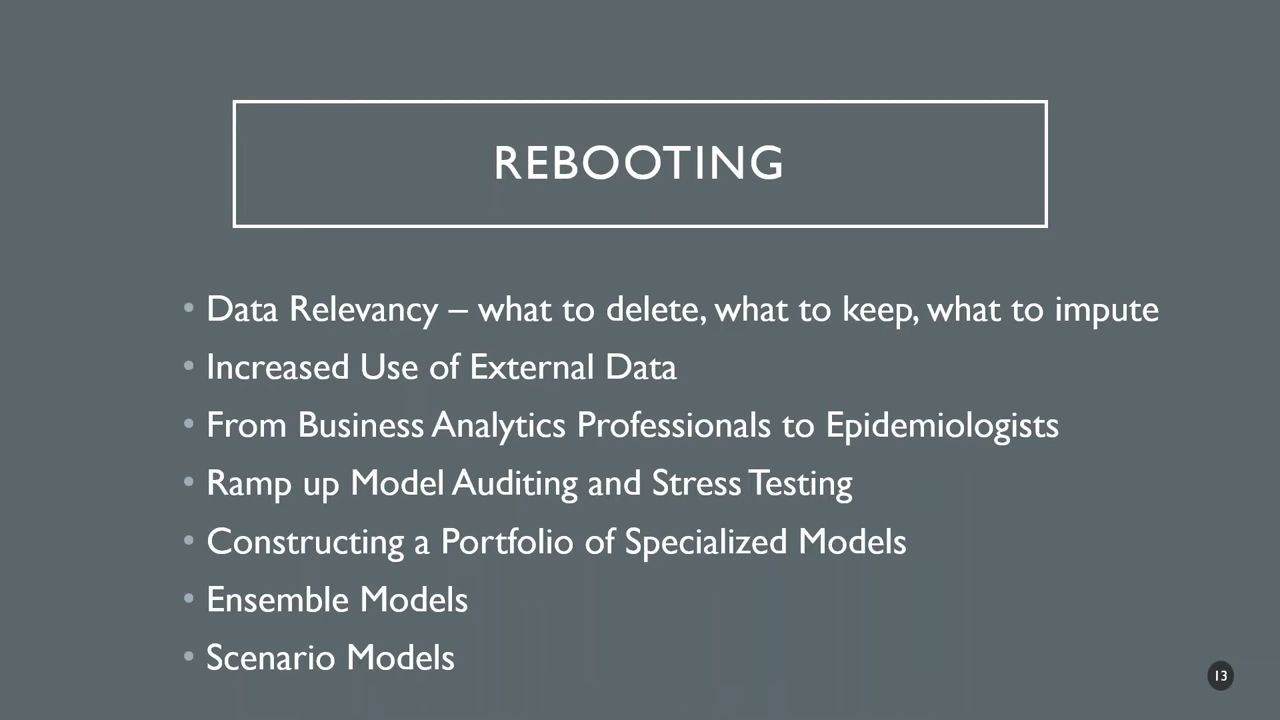 REBOOTING
• Data Relevancy – what to delete, what to keep, what to impute
• Increased Use of External Data
• From Business Analytics Professionals to Epidemiologists
• Ramp up Model Auditing and Stress Testing
• Constructing a Portfolio of Specialized Models
• Ensemble Models
• Scenario Models
13